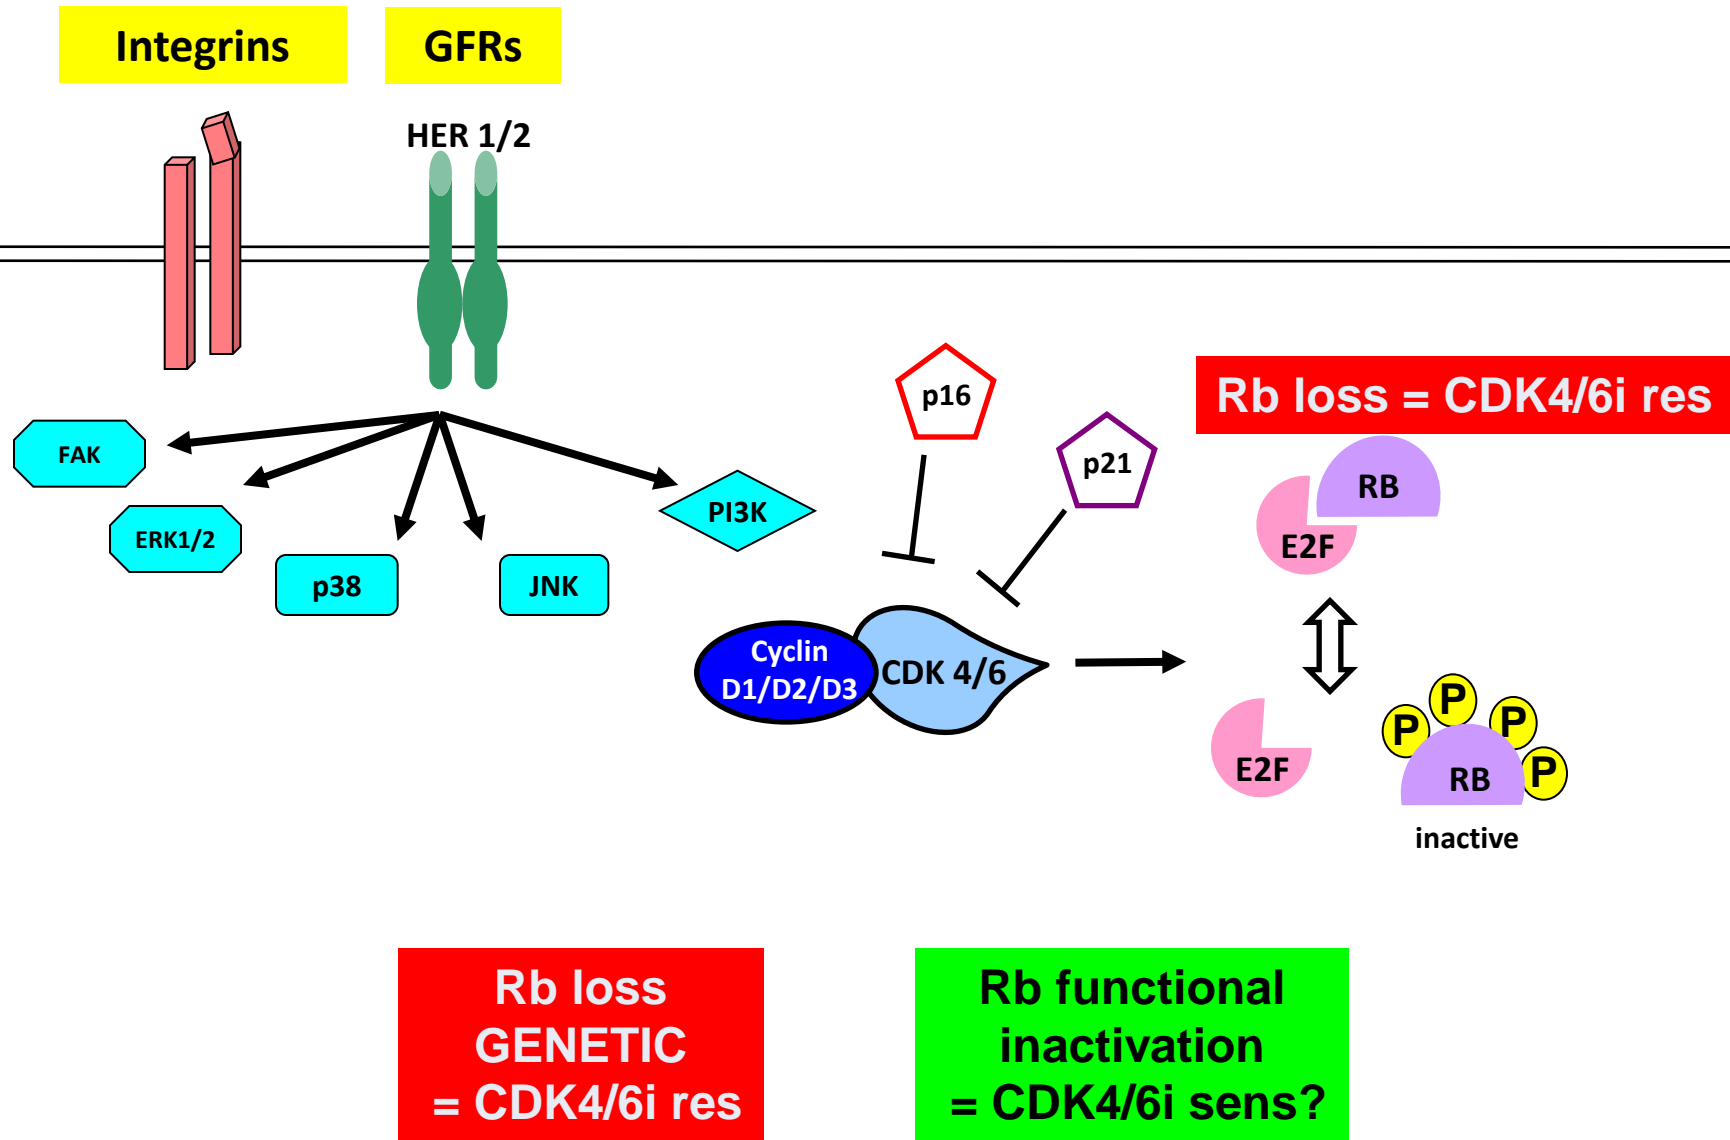 Integrins
GFRs
HER 1/2
p16
Rb loss = CDK4/6i res
p21
RB
FAK
PI3K
ERK1/2
E2F
p38
JNK
Cyclin
D1/D2/D3
CDK 4/6
P
P
P
P
E2F
RB
inactive
Rb loss
GENETIC
= CDK4/6i res
Rb functional
inactivation
= CDK4/6i sens?